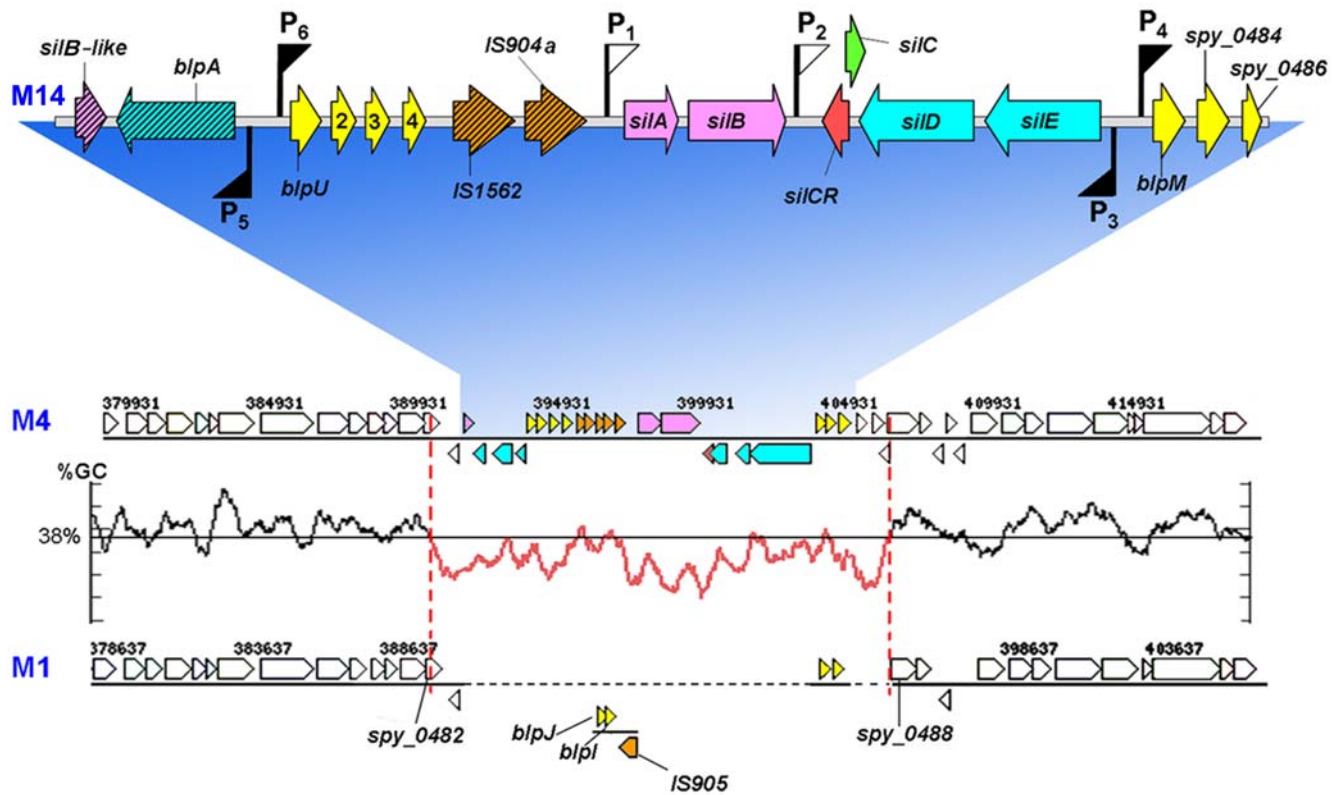 P6 P1 P2 P4
silB-like blpA IS904a silC spy_0484
spy_0486
M14 2 3 4 silA silB silD silE
P5 blpU IS1562 silCR P3 blpM
379931 384931 389931 394931 399931 404931 409931 414931
M4
%GC
38%
378637 383637 388637 398637 403637
M1
spy_0482 blpJ blpI spy_0488
IS905